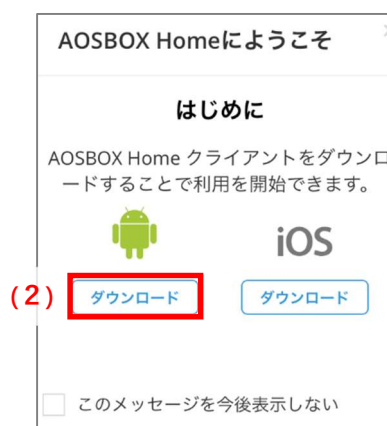 AOSBOX Homeにようこそ
はじめに
AOSBOX Home クライアントをダウンロ
ードすることで利用を開始できます。
iOS
(2) ダウンロード ダウンロード
このメッセージを今後表示しない